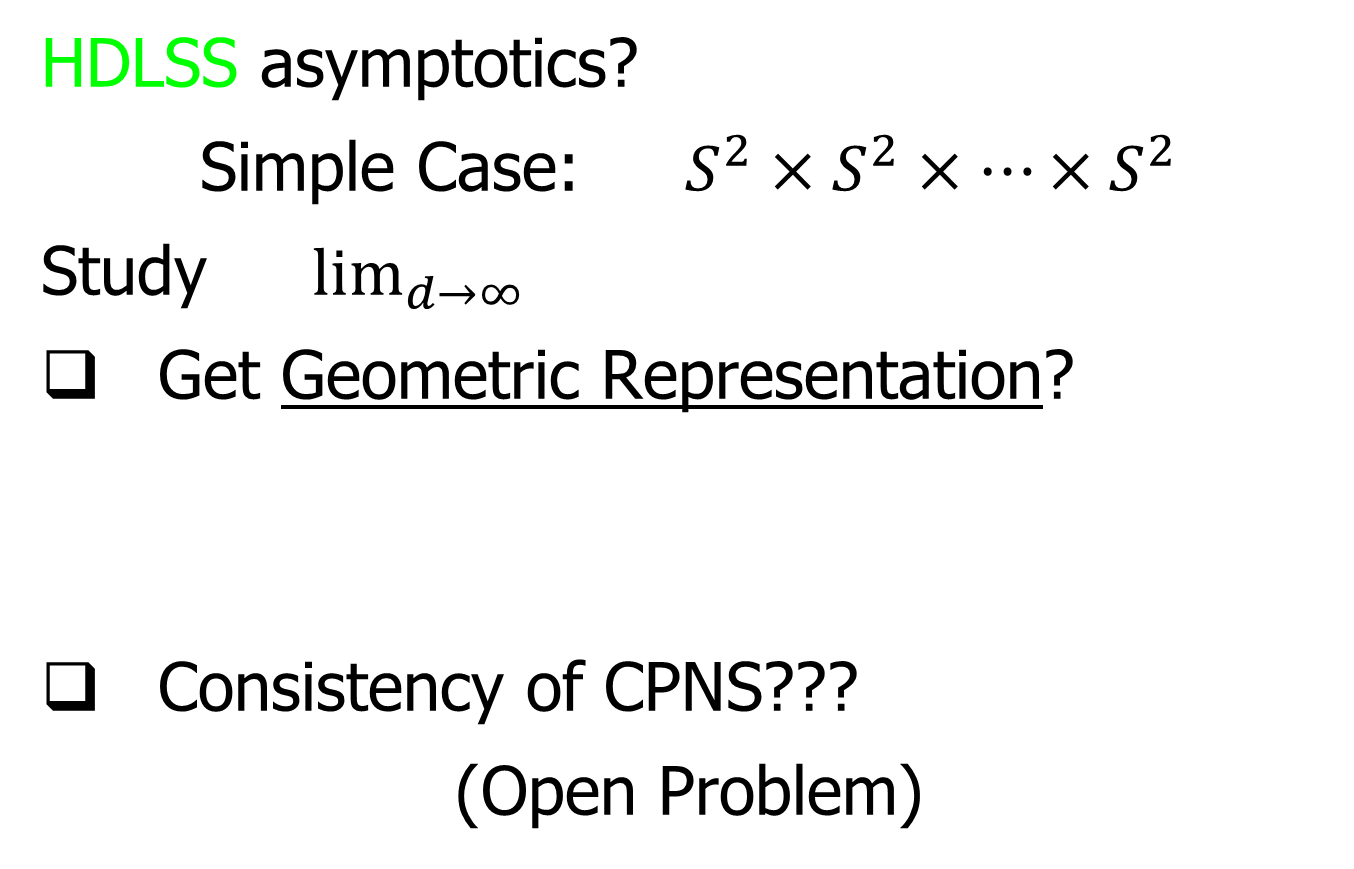 HDLSS asymptotics?
Simple Case: S² × S² × ⋯ × S²
Study lim_{d→∞}
❑ Get Geometric Representation?
❑ Consistency of CPNS???
(Open Problem)